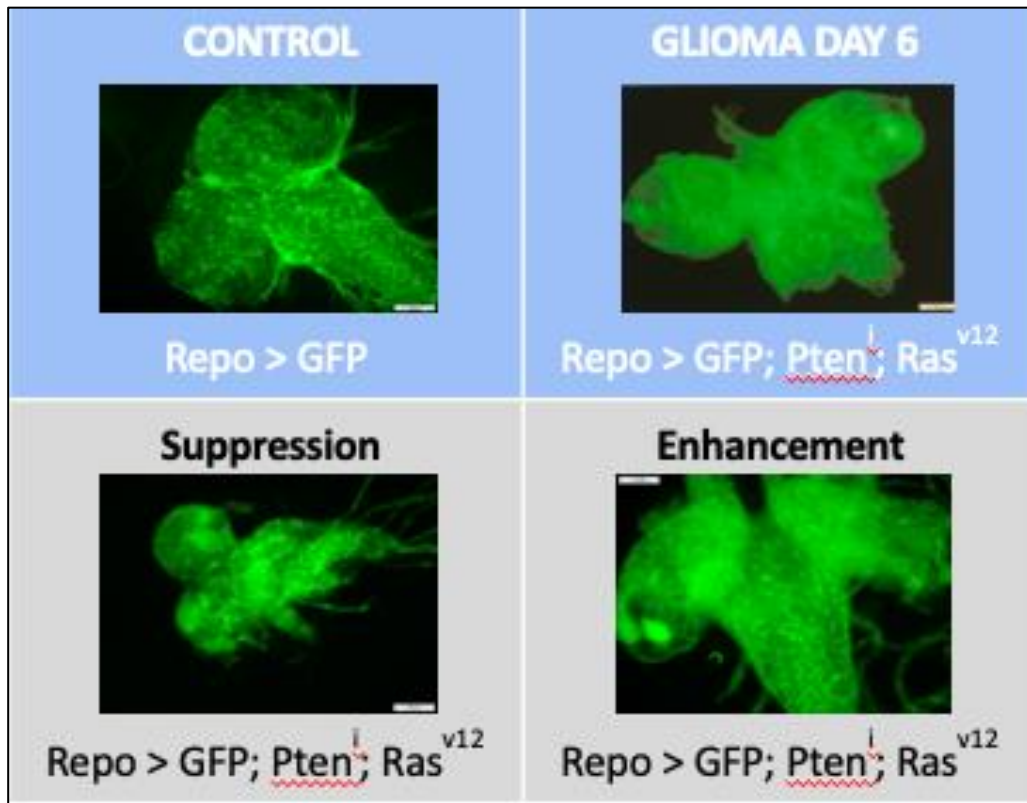 CONTROL
GLIOMA DAY 6
Repo > GFP
Repo > GFP; Pten^i; Ras^v12
Suppression
Enhancement
Repo > GFP; Pten^i; Ras^v12
Repo > GFP; Pten^i; Ras^v12